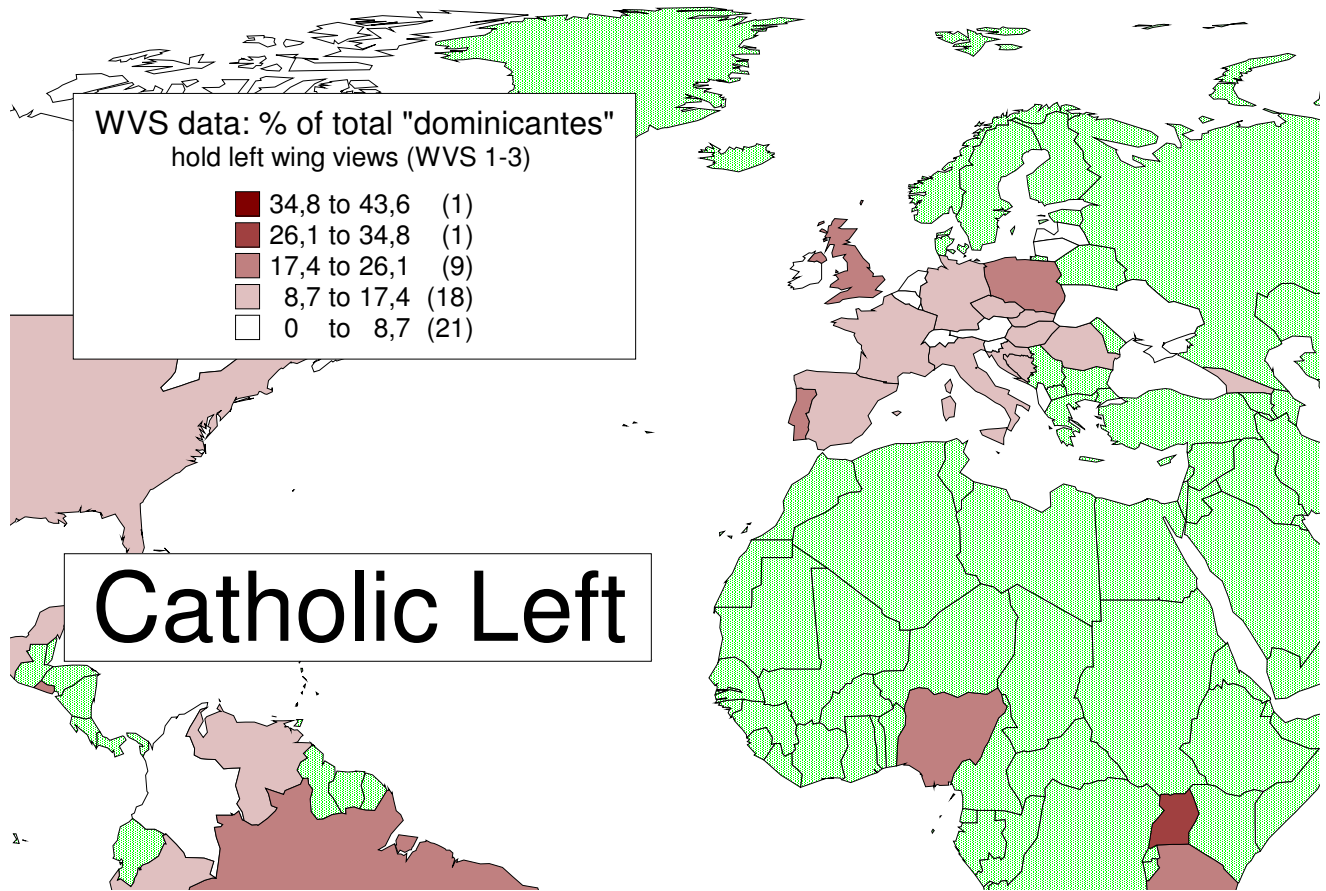 WVS data: % of total "dominicantes"
hold left wing views (WVS 1-3)
34,8 to 43,6 (1)
26,1 to 34,8 (1)
17,4 to 26,1 (9)
8,7 to 17,4 (18)
0 to 8,7 (21)
Catholic Left